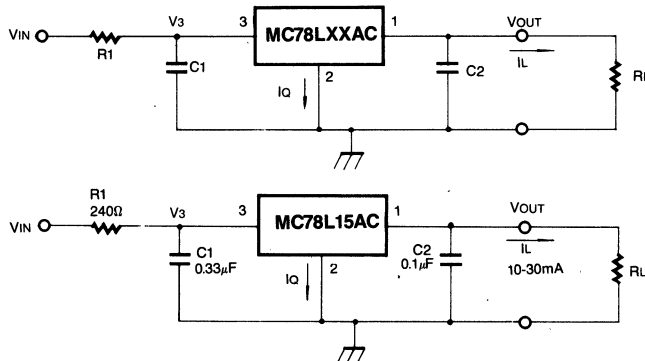 VIN
R1
V3
3
MC78LXXAC
1
VOUT
IL
C1
2
IQ
C2
R1
240Ω
VIN
V3
3
MC78L15AC
1
VOUT
IL
10-30mA
C1
0.33μF
2
IQ
C2
0.1μF
RL